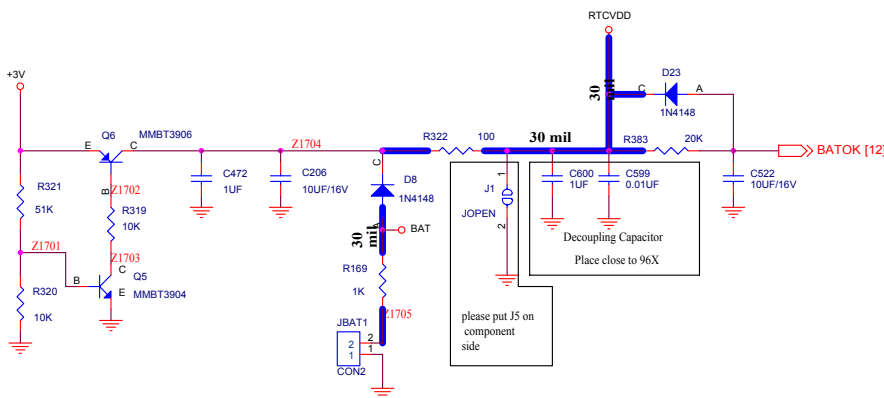 RTCVDD
+3V
D23
C
A
1N4148
30 mil
Q6
MMBT3906
E
C
B
Z1704
R322
100
30 mil
R383
20K
BATOK [12]
R321
51K
Z1702
C472
1UF
C206
10UF/16V
C
D8
1N4148
A
1
J1
JOPEN
2
C600
1UF
C599
0.01UF
C522
10UF/16V
R319
10K
30 mil
BAT
Decoupling Capacitor
Place close to 96X
Z1701
Z1703
C
B
Q5
E
MMBT3904
R169
1K
R320
10K
Z1705
JBAT1
2
1
2
1
CON2
please put J5 on
component
side